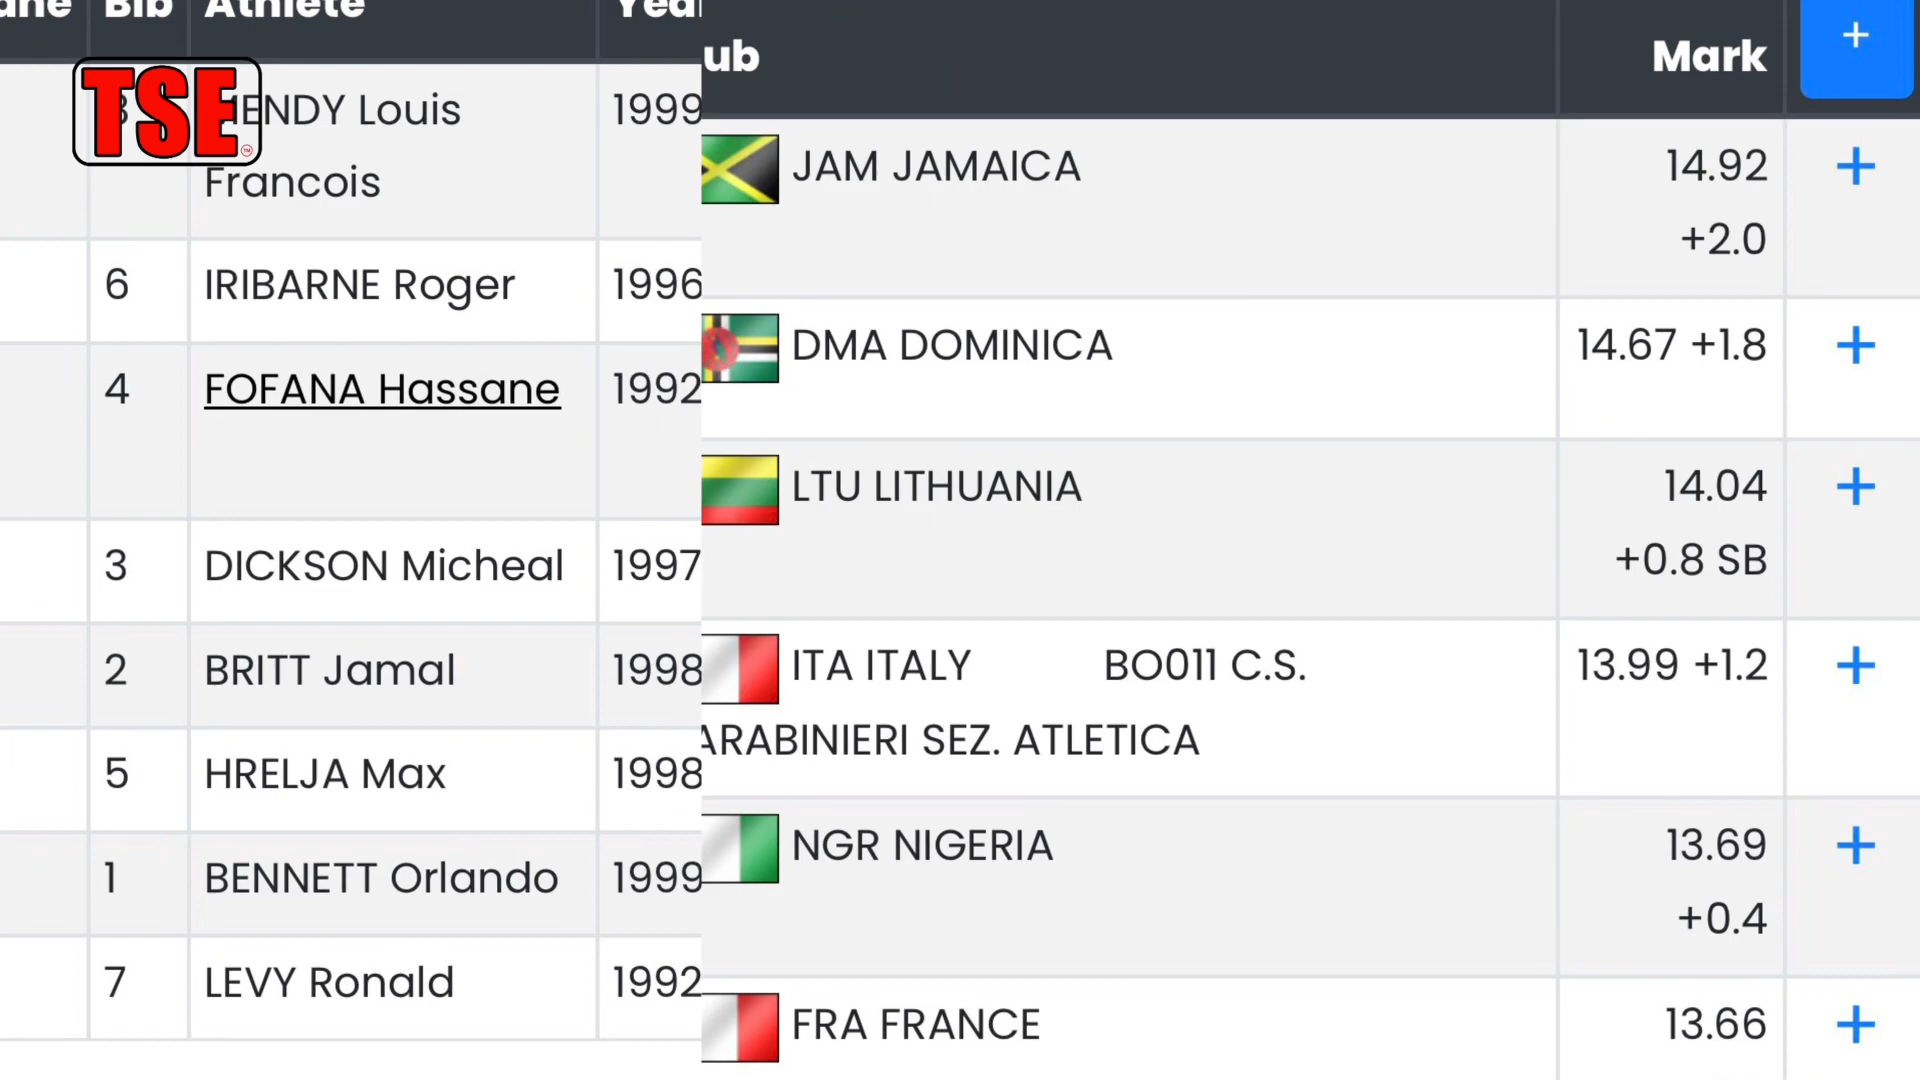 Bib Athlete
TSE
MENDY Louis 1999
Francois
6 IRIBARNE Roger 1996
4 FOFANA Hassane 1992
3 DICKSON Micheal 1997
2 BRITT Jamal 1998
5 HRELJA Max 1998
1 BENNETT Orlando 1999
7 LEVY Ronald 1992
ub Mark +
JAM JAMAICA 14.92 +
+2.0
DMA DOMINICA 14.67 +1.8 +
LTU LITHUANIA 14.04 +
+0.8 SB
ITA ITALY BO011 C.S. 13.99 +1.2 +
ARABINIERI SEZ. ATLETICA
NGR NIGERIA 13.69 +
+0.4
FRA FRANCE 13.66 +